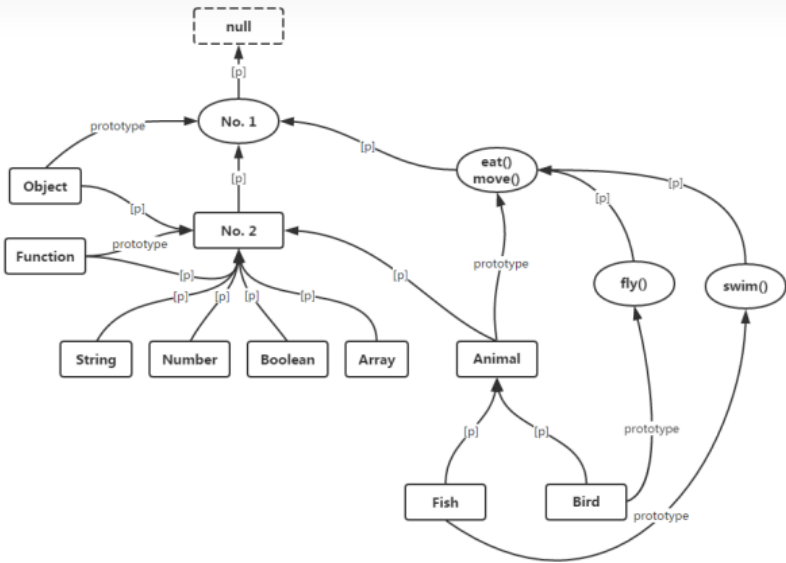 null
[p]
prototype
No. 1
[p]
eat()
move()
[p]
[p]
Object
[p]
[p]
No. 2
prototype
Function
prototype
[p]
[p]
fly()
swim()
[p]
[p]
[p]
[p]
String
Number
Boolean
Array
Animal
prototype
[p]
[p]
Fish
Bird
prototype